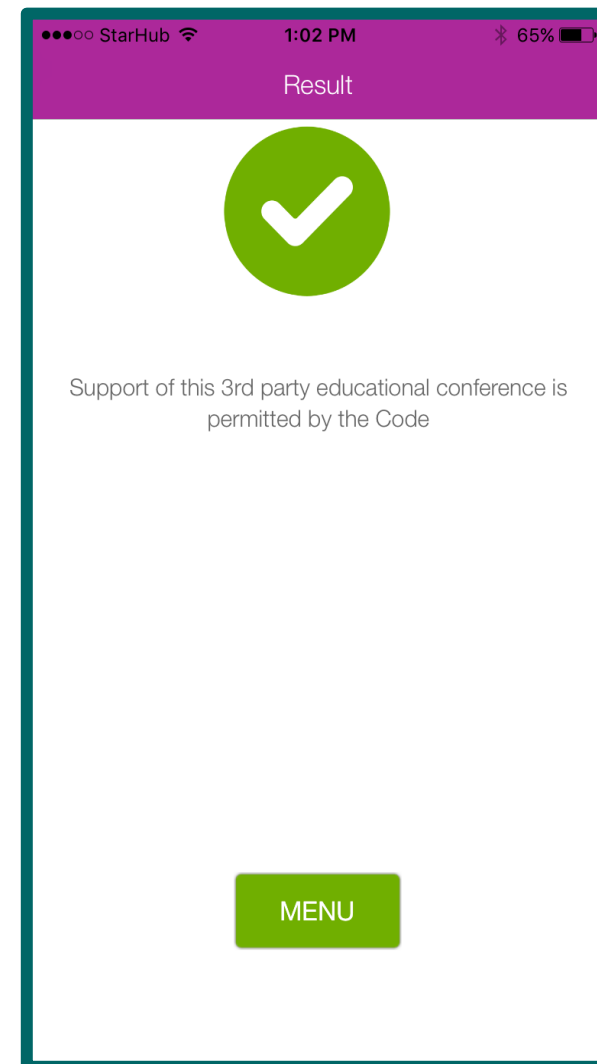 StarHub 1:02 PM 65%
Result
Support of this 3rd party educational conference is
permitted by the Code
MENU